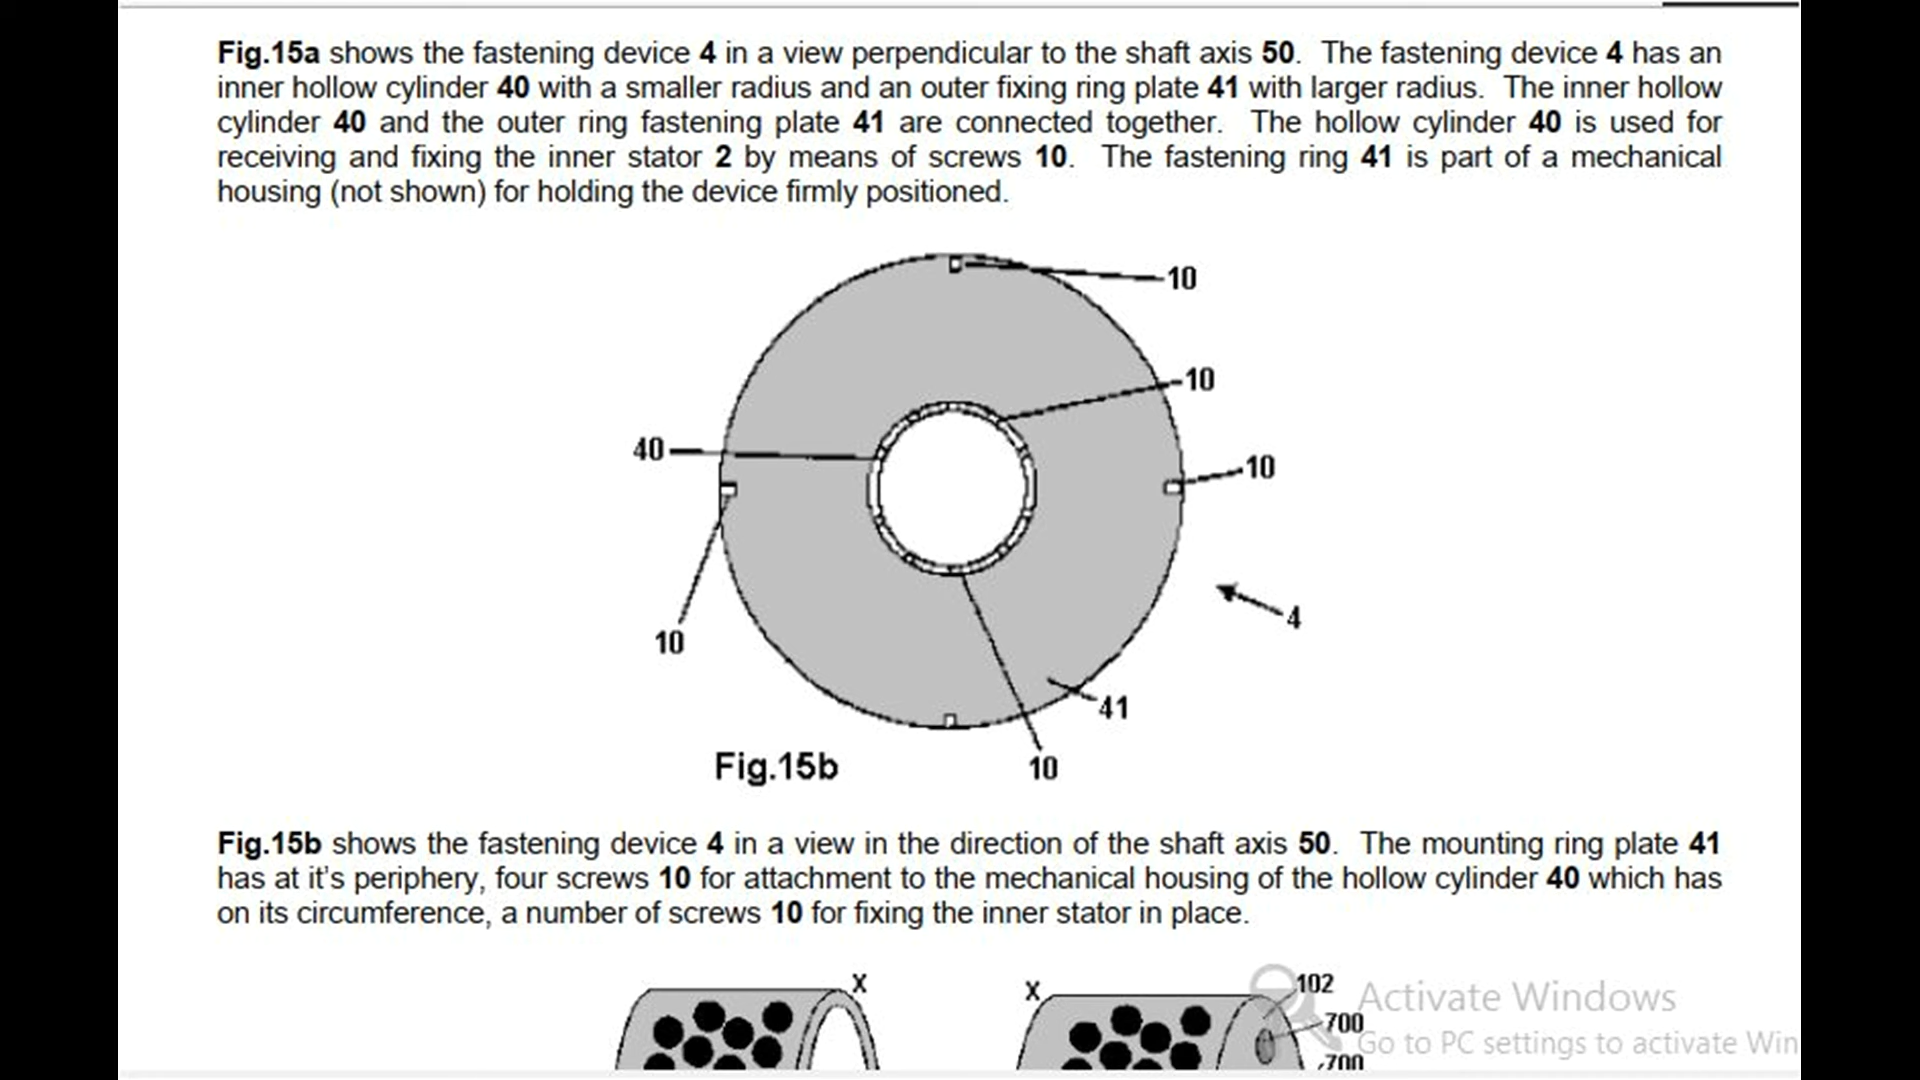 Fig.15a shows the fastening device 4 in a view perpendicular to the shaft axis 50. The fastening device 4 has an
inner hollow cylinder 40 with a smaller radius and an outer fixing ring plate 41 with larger radius. The inner hollow
cylinder 40 and the outer ring fastening plate 41 are connected together. The hollow cylinder 40 is used for
receiving and fixing the inner stator 2 by means of screws 10. The fastening ring 41 is part of a mechanical
housing (not shown) for holding the device firmly positioned.
10
10
40
10
4
10
41
Fig.15b
10
Fig.15b shows the fastening device 4 in a view in the direction of the shaft axis 50. The mounting ring plate 41
has at it's periphery, four screws 10 for attachment to the mechanical housing of the hollow cylinder 40 which has
on its circumference, a number of screws 10 for fixing the inner stator in place.
X
X
102
Activate Windows
700
Go to PC settings to activate Win
700